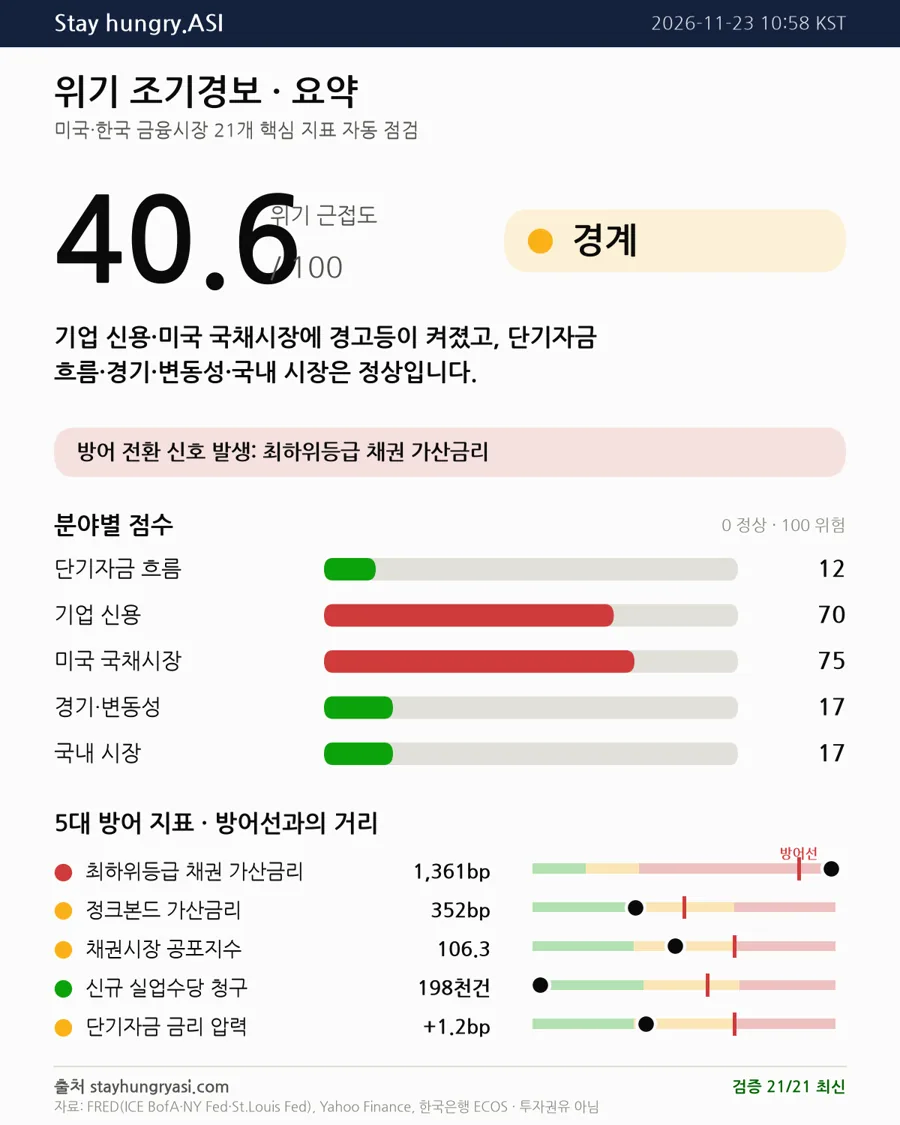 Stay hungry.ASI
2026-11-23 10:58 KST
위기 조기경보 · 요약
미국·한국 금융시장 21개 핵심 지표 자동 점검
40.6
위기 근접도
/ 100
경계
기업 신용·미국 국채시장에 경고등이 켜졌고, 단기자금
흐름·경기·변동성·국내 시장은 정상입니다.
방어 전환 신호 발생: 최하위등급 채권 가산금리
분야별 점수
0 정상 · 100 위험
단기자금 흐름 12
기업 신용 70
미국 국채시장 75
경기·변동성 17
국내 시장 17
5대 방어 지표 · 방어선과의 거리
방어선
최하위등급 채권 가산금리 1,361bp
정크본드 가산금리 352bp
채권시장 공포지수 106.3
신규 실업수당 청구 198천건
단기자금 금리 압력 +1.2bp
출처 stayhungryasi.com
검증 21/21 최신
자료: FRED(ICE BofA·NY Fed·St.Louis Fed), Yahoo Finance, 한국은행 ECOS · 투자권유 아님